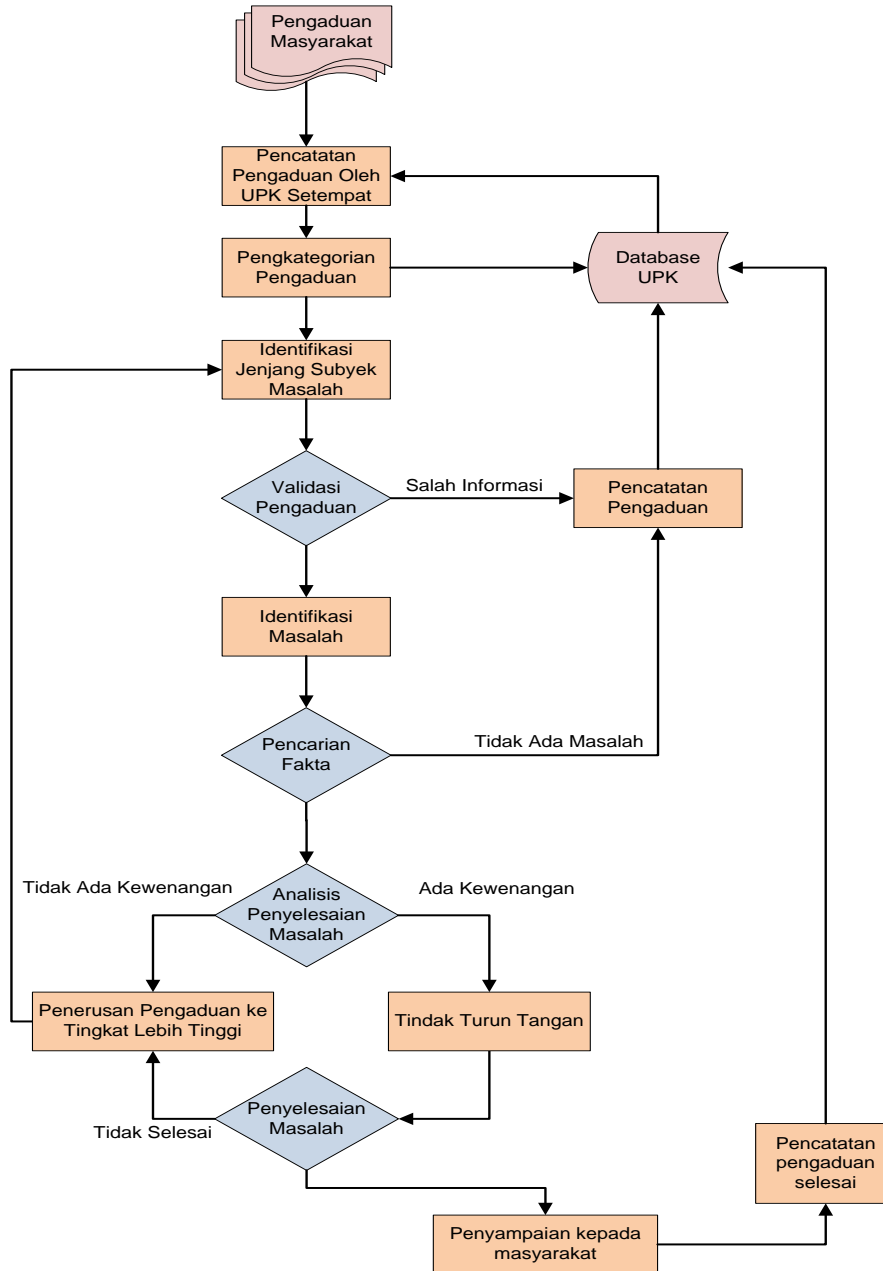 Pengaduan
Masyarakat
Pencatatan
Pengaduan Oleh
UPK Setempat
Pengkategorian
Pengaduan
Database
UPK
Identifikasi
Jenjang Subyek
Masalah
Validasi
Pengaduan
Salah Informasi
Pencatatan
Pengaduan
Identifikasi
Masalah
Pencarian
Fakta
Tidak Ada Masalah
Tidak Ada Kewenangan
Analisis
Penyelesaian
Masalah
Ada Kewenangan
Penerusan Pengaduan ke
Tingkat Lebih Tinggi
Tindak Turun Tangan
Penyelesaian
Masalah
Tidak Selesai
Pencatatan
pengaduan
selesai
Penyampaian kepada
masyarakat